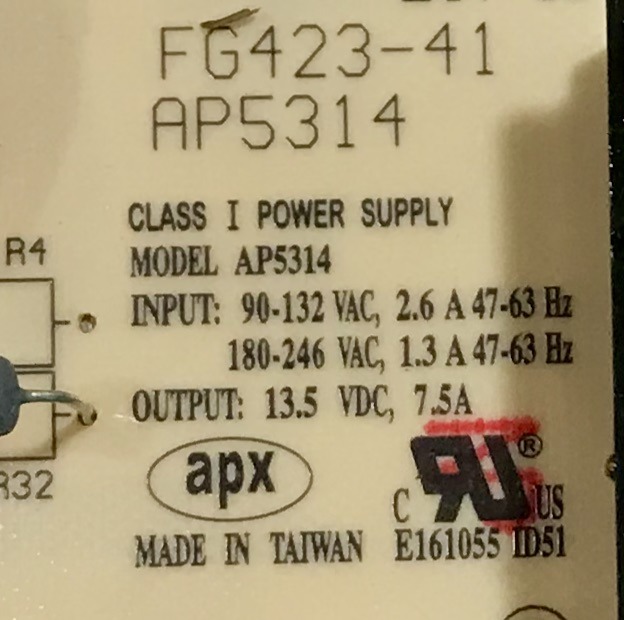 FG423-41
AP5314
CLASS I POWER SUPPLY
R4
MODEL AP5314
INPUT: 90-132 VAC, 2.6 A 47-63 Hz
180-246 VAC, 1.3 A 47-63 Hz
OUTPUT: 13.5 VDC, 7.5A
apx
R32
C RU® US
MADE IN TAIWAN E161055 ID51